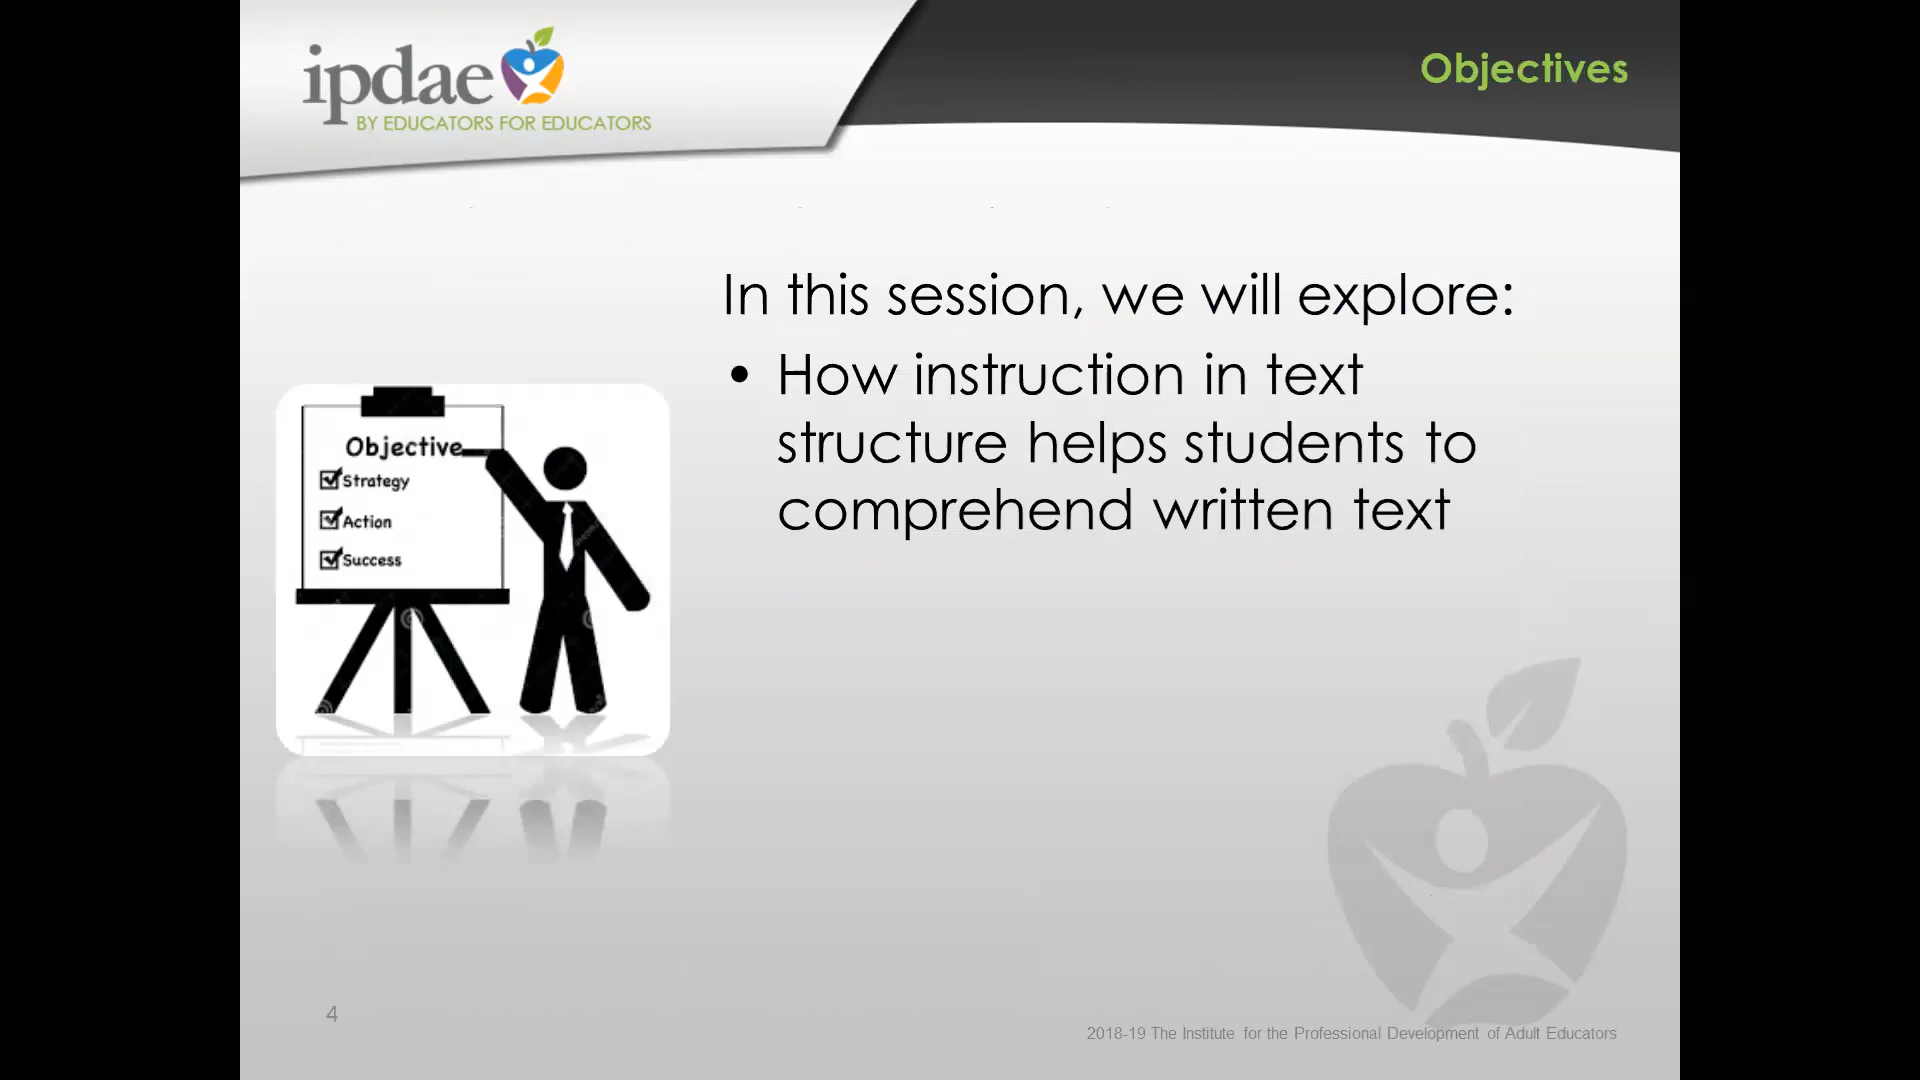 ipdae
BY EDUCATORS FOR EDUCATORS
Objectives
In this session, we will explore:
• How instruction in text
structure helps students to
comprehend written text
Objective
Strategy
Action
Success
4
2018-19 The Institute for the Professional Development of Adult Educators